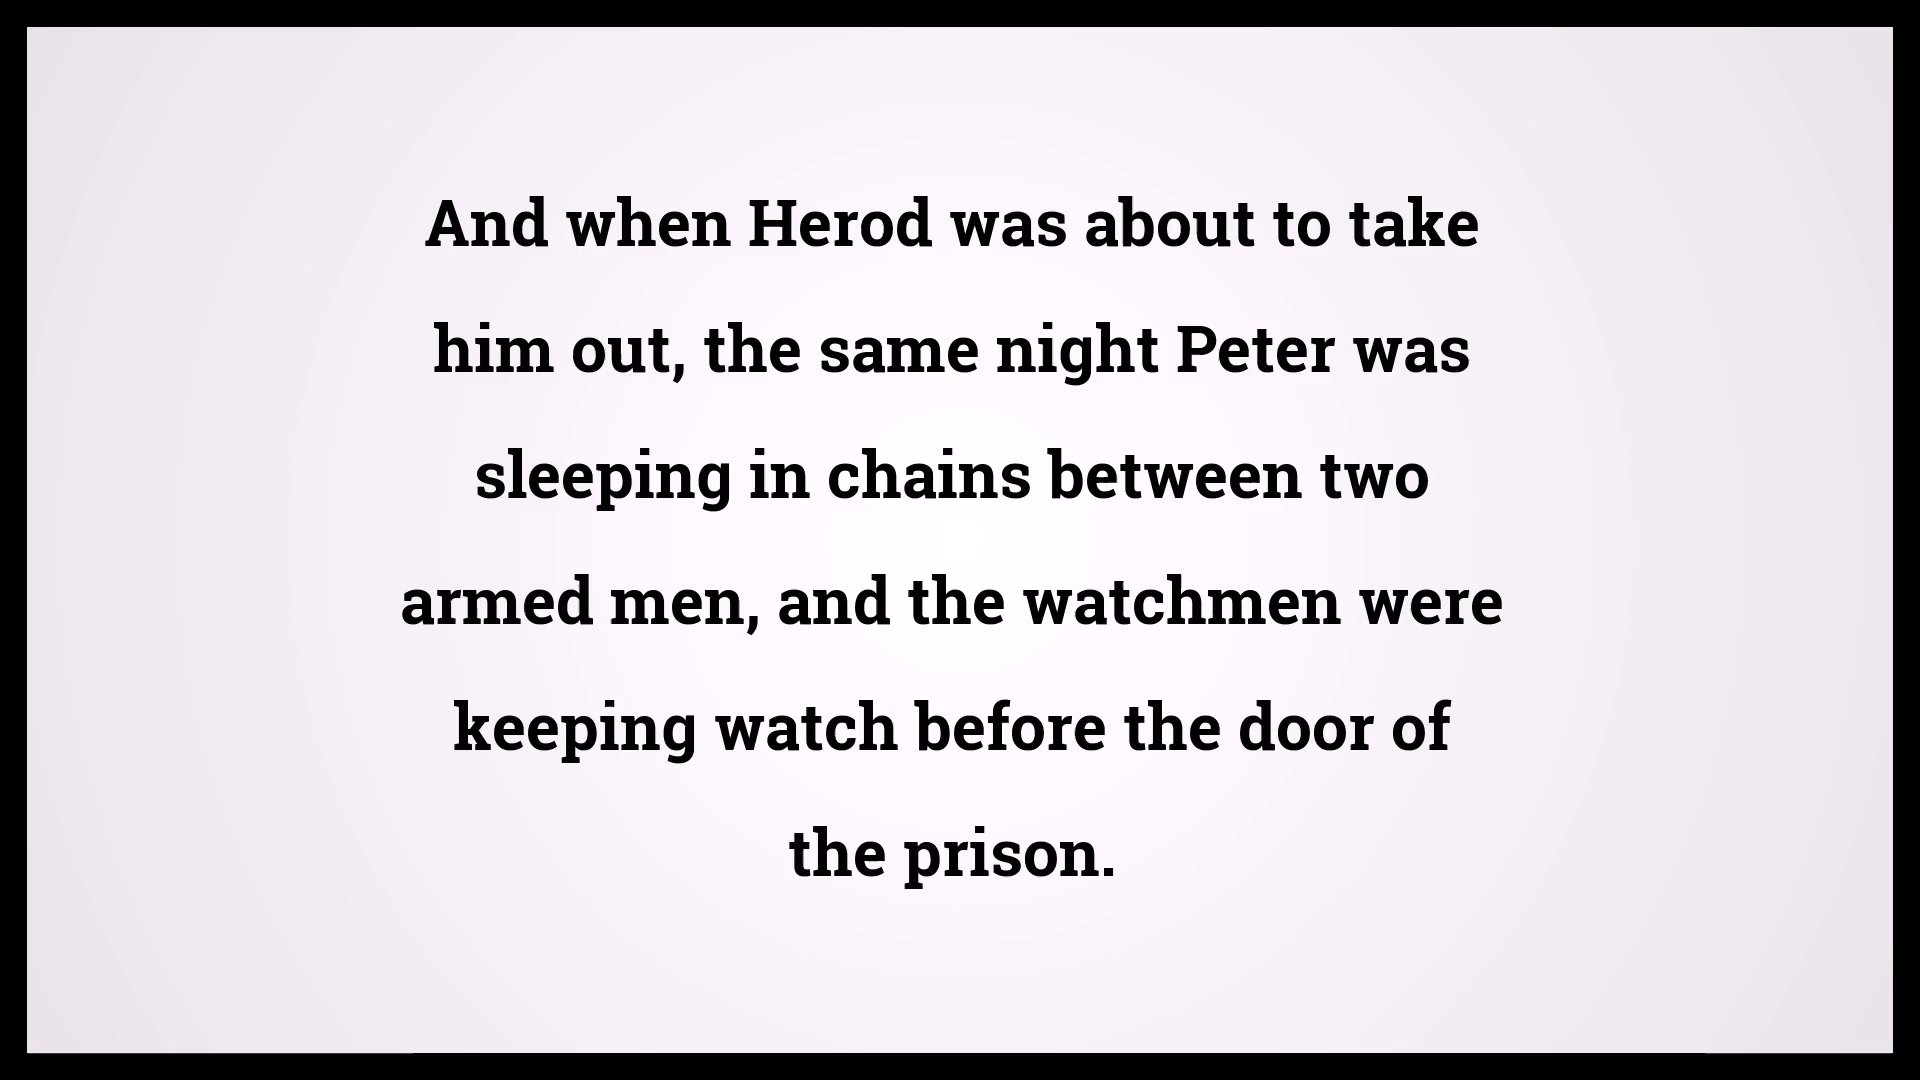 And when Herod was about to take
him out, the same night Peter was
sleeping in chains between two
armed men, and the watchmen were
keeping watch before the door of
the prison.